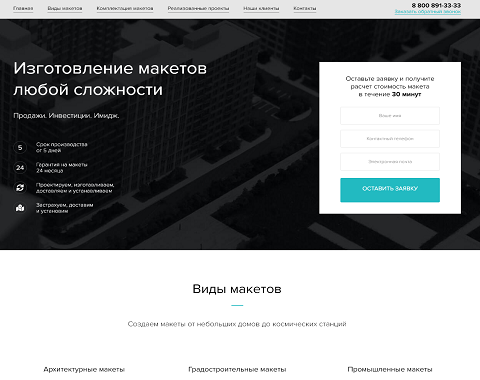 Главная Виды макетов Комплектация макетов Реализованные проекты Наши клиенты Контакты
8 800 891-33-33
Заказать обратный звонок
Изготовление макетов
любой сложности
Продажи. Инвестиции. Имидж.
5 Срок производства
от 5 дней
24 Гарантия на макеты
24 месяца
Проектируем, изготавливаем,
доставляем и устанавливаем
Застрахуем, доставим
и установим
Оставьте заявку и получите
расчет стоимость макета
в течение 30 минут
Ваше имя
Контактный телефон
Электронная почта
ОСТАВИТЬ ЗАЯВКУ
Виды макетов
Создаем макеты от небольших домов до космических станций
Архитектурные макеты Градостроительные макеты Промышленные макеты